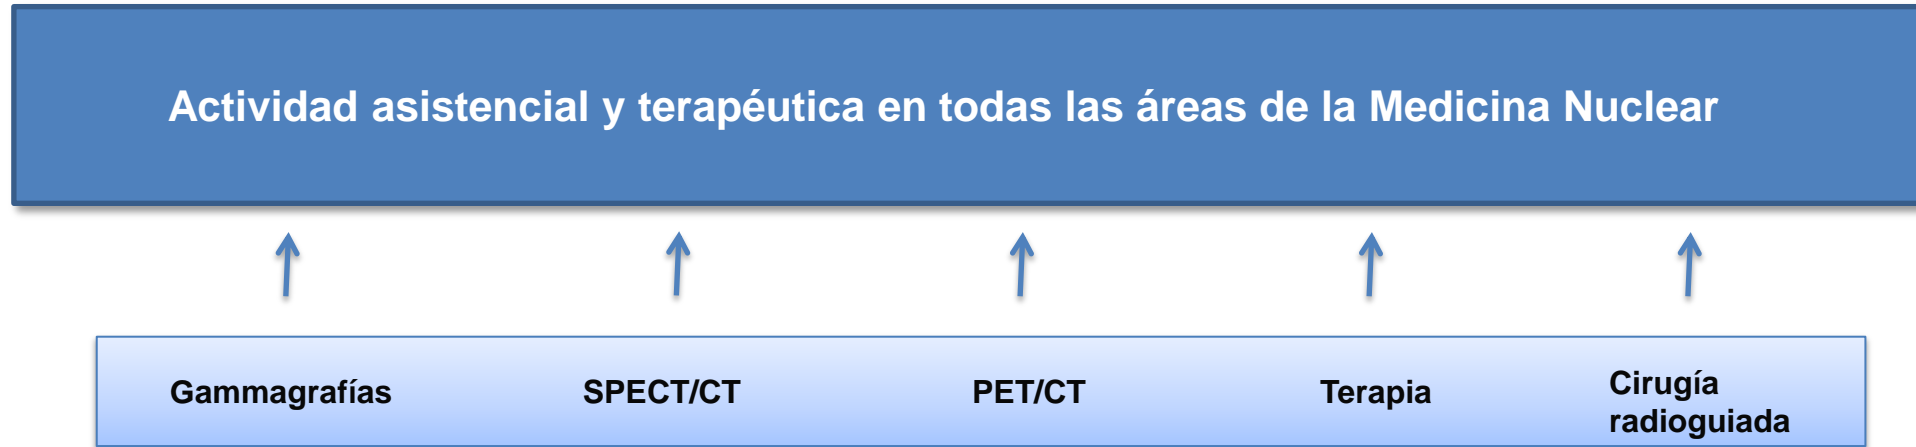 Actividad asistencial y terapéutica en todas las áreas de la Medicina Nuclear
Gammagrafías
SPECT/CT
PET/CT
Terapia
Cirugía
radioguiada